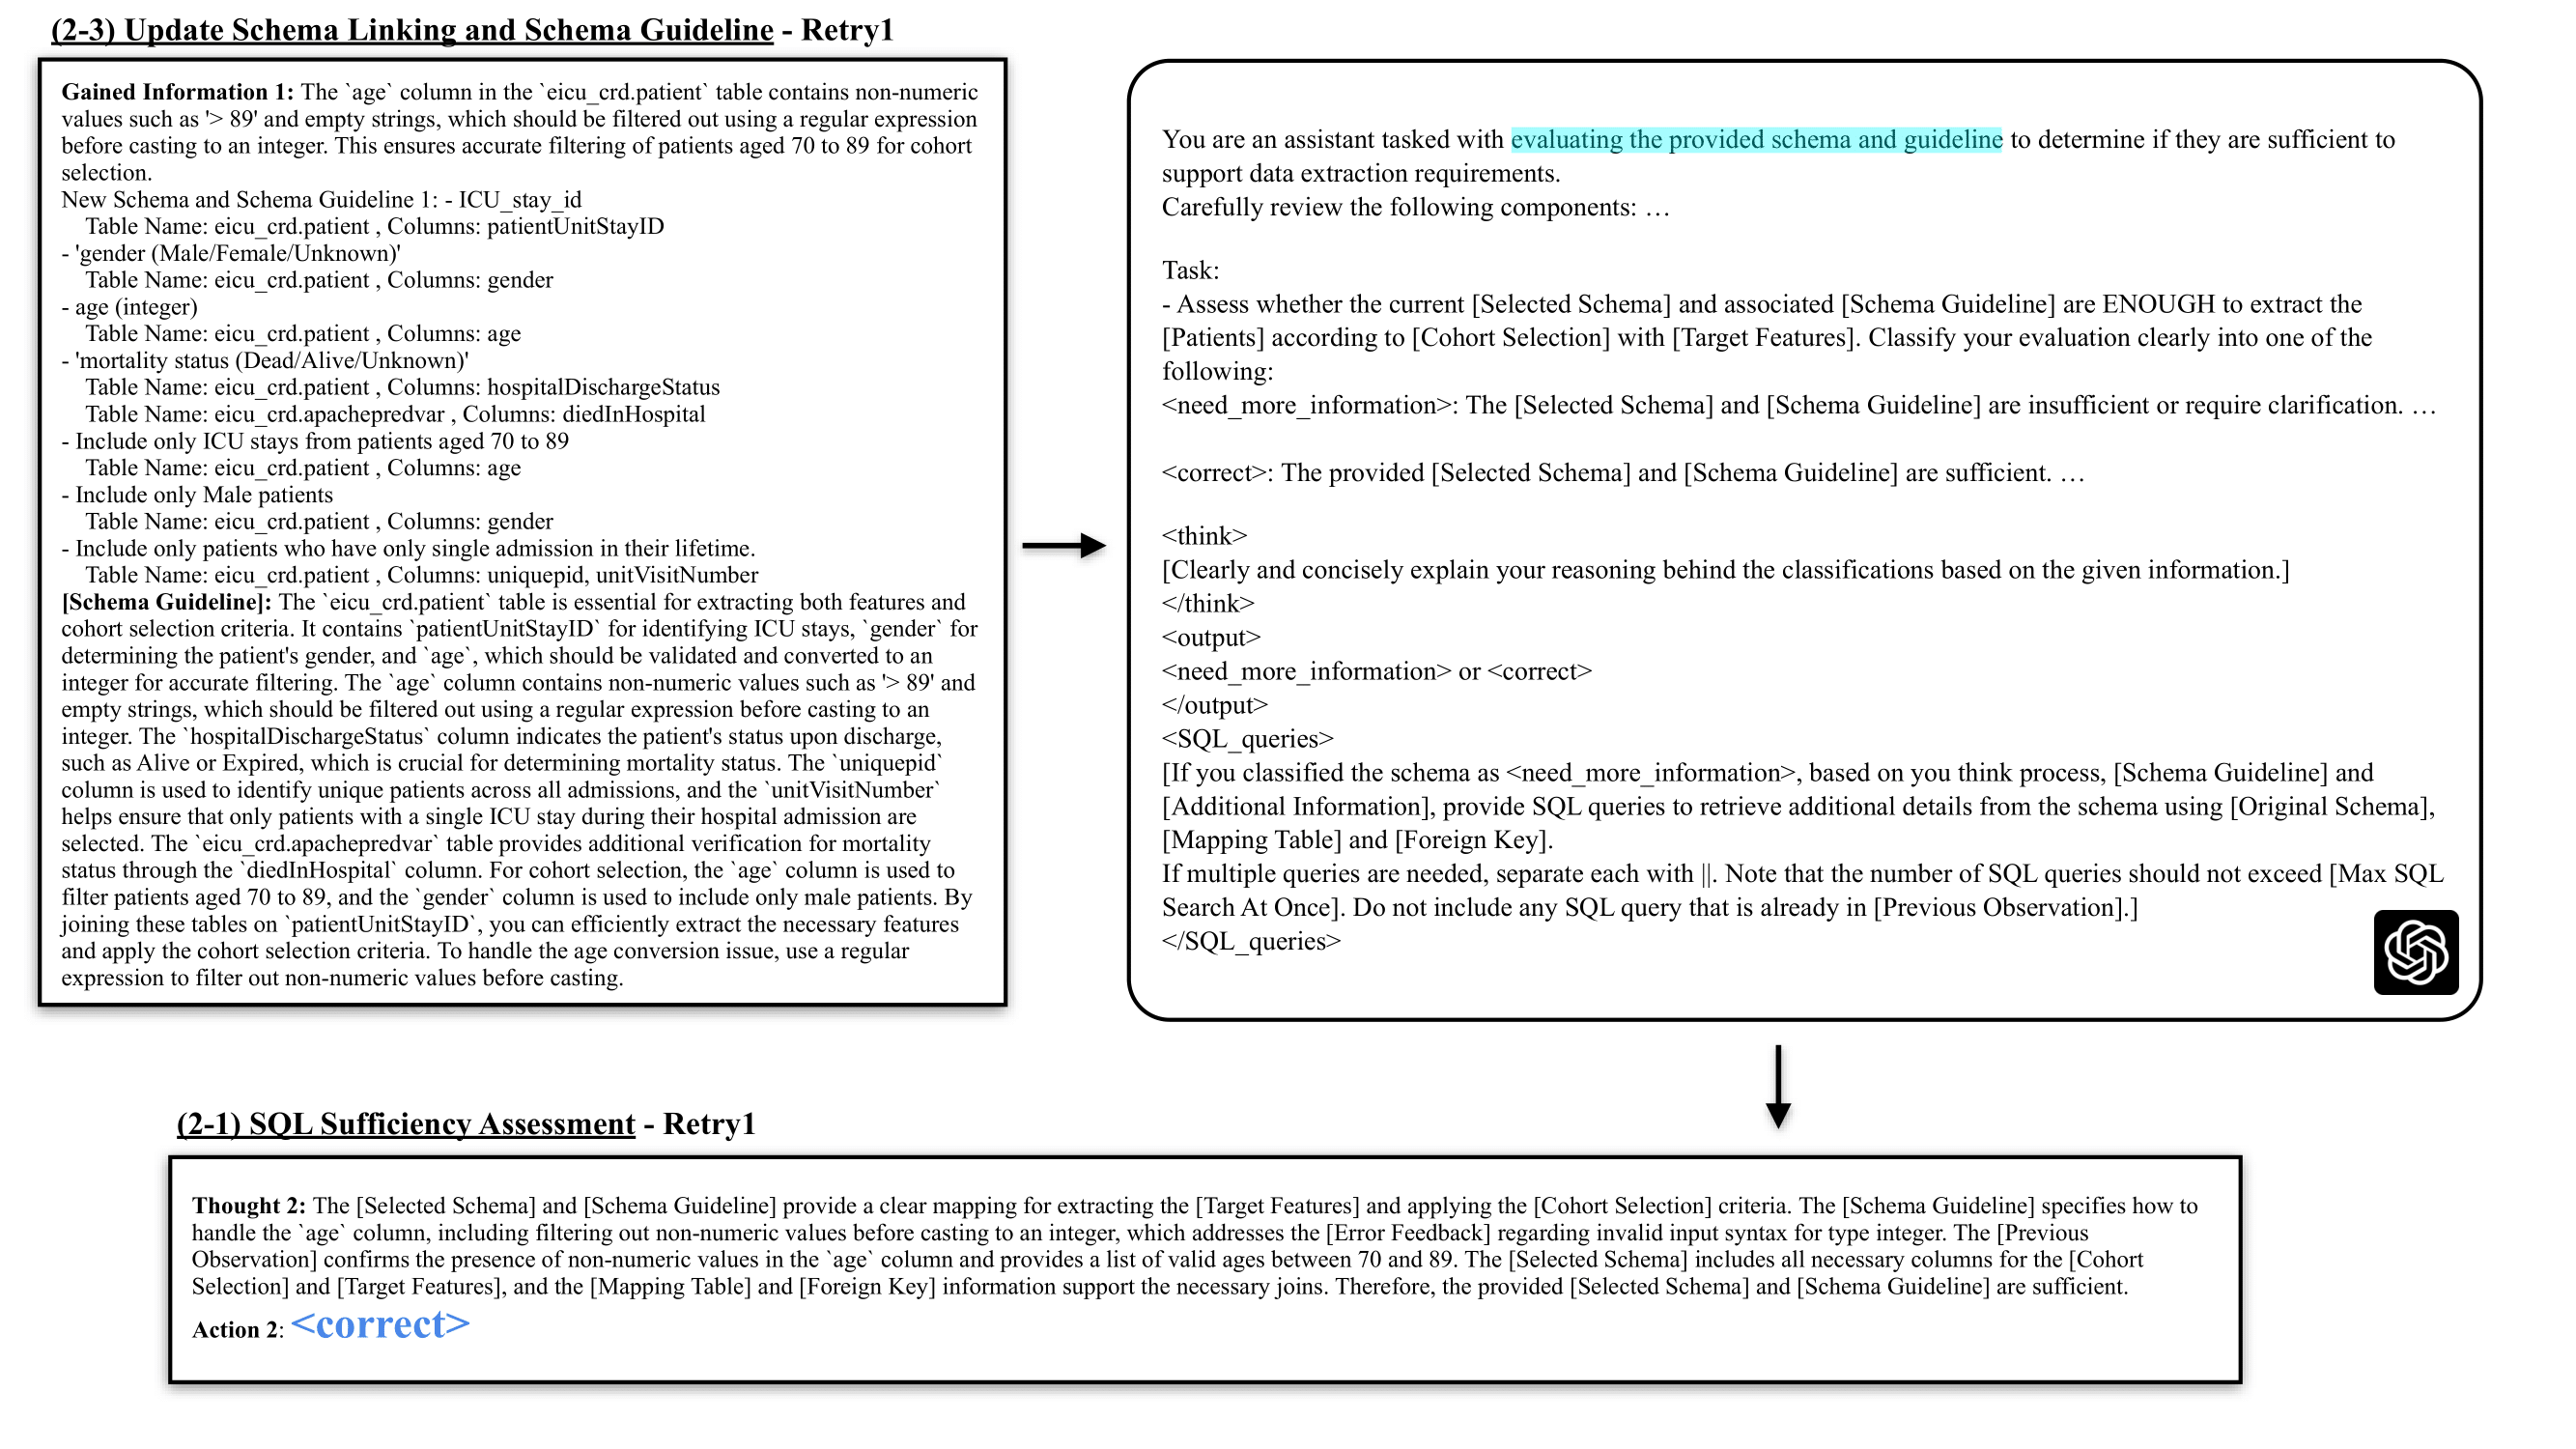 (2-3) Update Schema Linking and Schema Guideline - Retry1
Gained Information 1: The `age` column in the `eicu_crd.patient` table contains non-numeric
values such as '> 89' and empty strings, which should be filtered out using a regular expression
before casting to an integer. This ensures accurate filtering of patients aged 70 to 89 for cohort
selection.
New Schema and Schema Guideline 1: - ICU_stay_id
Table Name: eicu_crd.patient , Columns: patientUnitStayID
- 'gender (Male/Female/Unknown)'
Table Name: eicu_crd.patient , Columns: gender
- age (integer)
Table Name: eicu_crd.patient , Columns: age
- 'mortality status (Dead/Alive/Unknown)'
Table Name: eicu_crd.patient , Columns: hospitalDischargeStatus
Table Name: eicu_crd.apachepredvar , Columns: diedInHospital
- Include only ICU stays from patients aged 70 to 89
Table Name: eicu_crd.patient , Columns: age
- Include only Male patients
Table Name: eicu_crd.patient , Columns: gender
- Include only patients who have only single admission in their lifetime.
Table Name: eicu_crd.patient , Columns: uniquepid, unitVisitNumber
[Schema Guideline]: The `eicu_crd.patient` table is essential for extracting both features and
cohort selection criteria. It contains `patientUnitStayID` for identifying ICU stays, `gender` for
determining the patient's gender, and `age`, which should be validated and converted to an
integer for accurate filtering. The `age` column contains non-numeric values such as '> 89' and
empty strings, which should be filtered out using a regular expression before casting to an
integer. The `hospitalDischargeStatus` column indicates the patient's status upon discharge,
such as Alive or Expired, which is crucial for determining mortality status. The `uniquepid`
column is used to identify unique patients across all admissions, and the `unitVisitNumber`
helps ensure that only patients with a single ICU stay during their hospital admission are
selected. The `eicu_crd.apachepredvar` table provides additional verification for mortality
status through the `diedInHospital` column. For cohort selection, the `age` column is used to
filter patients aged 70 to 89, and the `gender` column is used to include only male patients. By
joining these tables on `patientUnitStayID`, you can efficiently extract the necessary features
and apply the cohort selection criteria. To handle the age conversion issue, use a regular
expression to filter out non-numeric values before casting.
You are an assistant tasked with evaluating the provided schema and guideline to determine if they are sufficient to
support data extraction requirements.
Carefully review the following components: …
Task:
- Assess whether the current [Selected Schema] and associated [Schema Guideline] are ENOUGH to extract the
[Patients] according to [Cohort Selection] with [Target Features]. Classify your evaluation clearly into one of the
following:
<need_more_information>: The [Selected Schema] and [Schema Guideline] are insufficient or require clarification. …
<correct>: The provided [Selected Schema] and [Schema Guideline] are sufficient. …
<think>
[Clearly and concisely explain your reasoning behind the classifications based on the given information.]
</think>
<output>
<need_more_information> or <correct>
</output>
<SQL_queries>
[If you classified the schema as <need_more_information>, based on you think process, [Schema Guideline] and
[Additional Information], provide SQL queries to retrieve additional details from the schema using [Original Schema],
[Mapping Table] and [Foreign Key].
If multiple queries are needed, separate each with ||. Note that the number of SQL queries should not exceed [Max SQL
Search At Once]. Do not include any SQL query that is already in [Previous Observation].]
</SQL_queries>
(2-1) SQL Sufficiency Assessment - Retry1
Thought 2: The [Selected Schema] and [Schema Guideline] provide a clear mapping for extracting the [Target Features] and applying the [Cohort Selection] criteria. The [Schema Guideline] specifies how to
handle the `age` column, including filtering out non-numeric values before casting to an integer, which addresses the [Error Feedback] regarding invalid input syntax for type integer. The [Previous
Observation] confirms the presence of non-numeric values in the `age` column and provides a list of valid ages between 70 and 89. The [Selected Schema] includes all necessary columns for the [Cohort
Selection] and [Target Features], and the [Mapping Table] and [Foreign Key] information support the necessary joins. Therefore, the provided [Selected Schema] and [Schema Guideline] are sufficient.
Action 2: <correct>